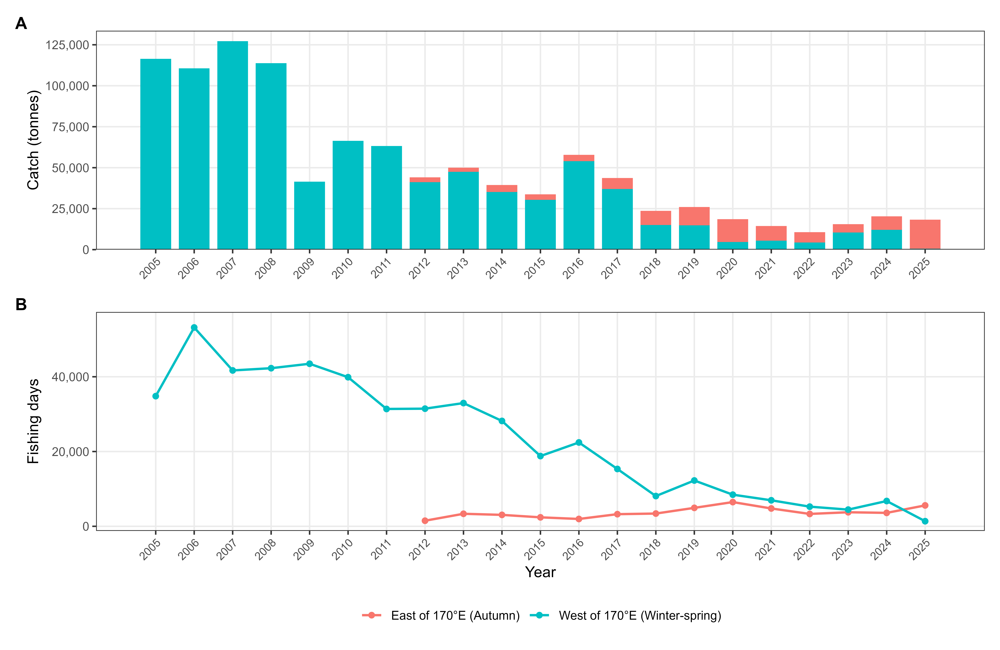 A
Catch (tonnes)
125,000
100,000
75,000
50,000
25,000
0
2005 2006 2007 2008 2009 2010 2011 2012 2013 2014 2015 2016 2017 2018 2019 2020 2021 2022 2023 2024 2025
B
Fishing days
40,000
20,000
0
2005 2006 2007 2008 2009 2010 2011 2012 2013 2014 2015 2016 2017 2018 2019 2020 2021 2022 2023 2024 2025
Year
East of 170°E (Autumn) West of 170°E (Winter-spring)